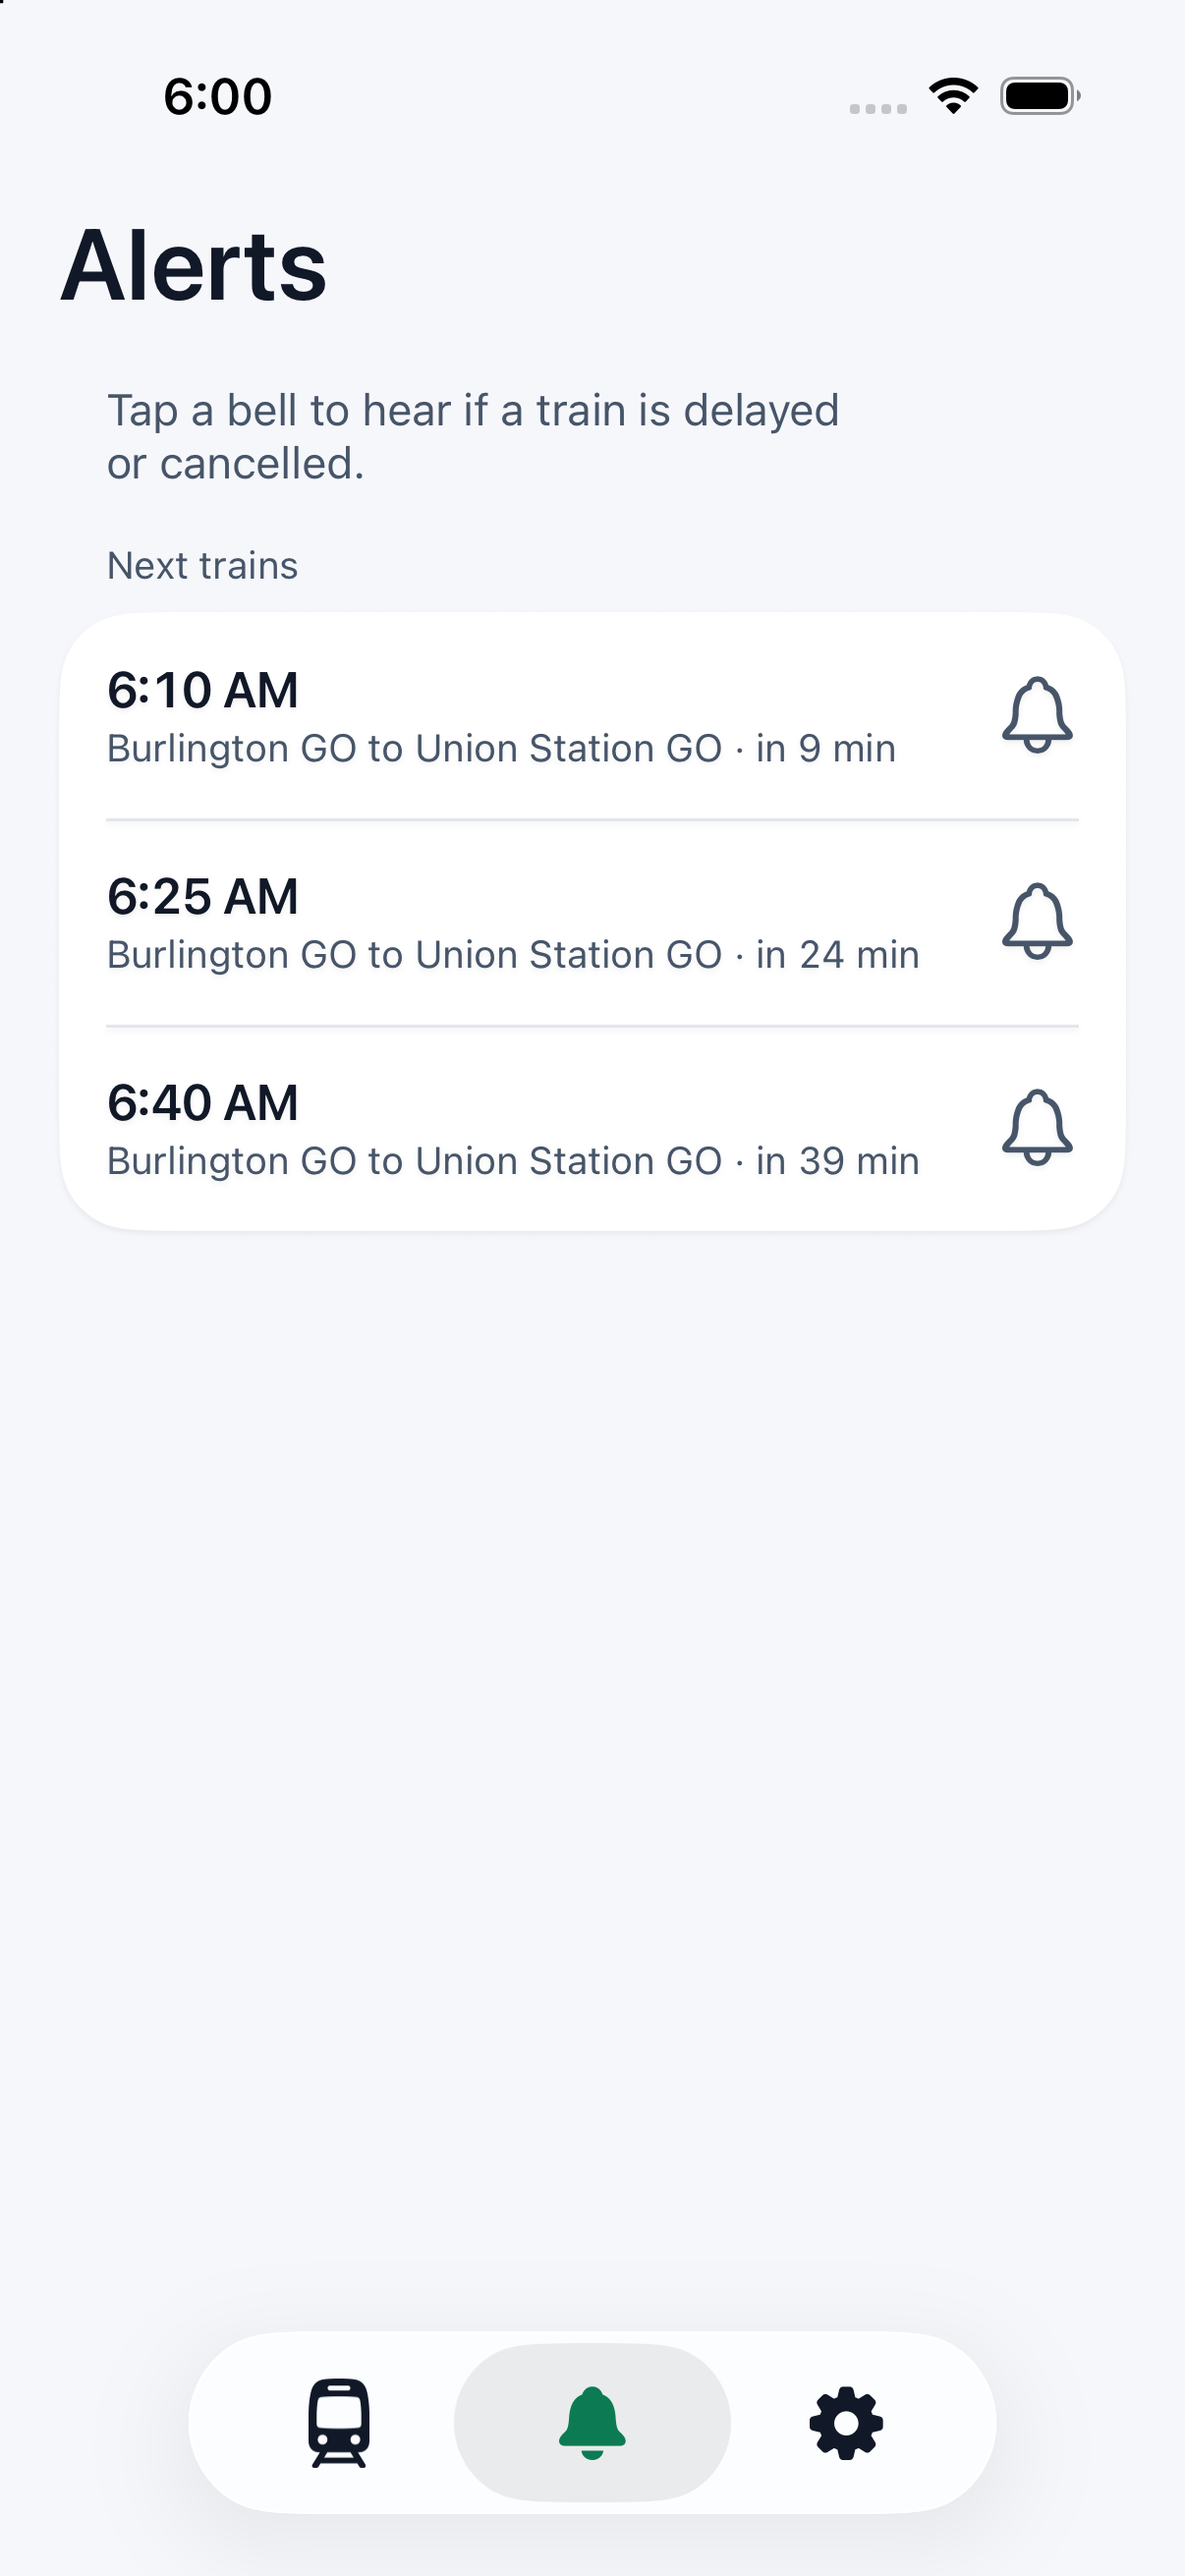 6:00
Alerts
Tap a bell to hear if a train is delayed
or cancelled.
Next trains
6:10 AM
Burlington GO to Union Station GO · in 9 min
6:25 AM
Burlington GO to Union Station GO · in 24 min
6:40 AM
Burlington GO to Union Station GO · in 39 min